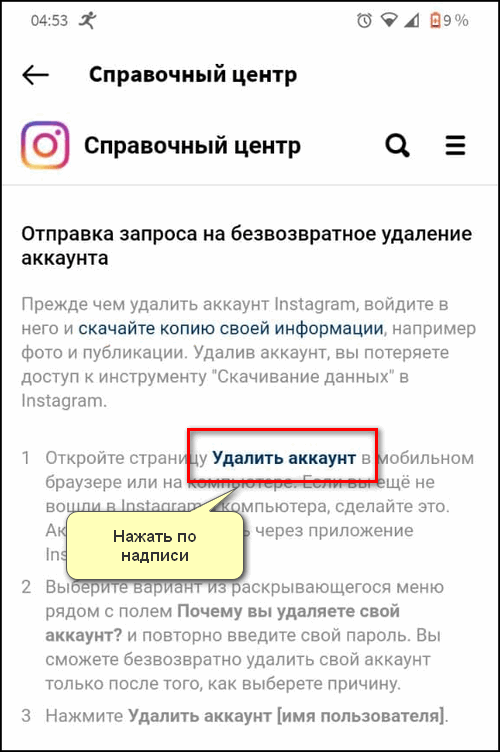 04:53
9 %
Справочный центр
Справочный центр
Отправка запроса на безвозвратное удаление
аккаунта
Прежде чем удалить аккаунт Instagram, войдите в
него и скачайте копию своей информации, например
фото и публикации. Удалив аккаунт, вы потеряете
доступ к инструменту "Скачивание данных" в
Instagram.
1 Откройте страницу Удалить аккаунт в мобильном
браузере или на компьютере. Если вы ещё не
вошли в Instagram с компьютера, сделайте это.
через приложение
Нажать по
надписи
2 Выберите вариант из раскрывающегося меню
рядом с полем Почему вы удаляете свой
аккаунт? и повторно введите свой пароль. Вы
сможете безвозвратно удалить свой аккаунт
только после того, как выберете причину.
3 Нажмите Удалить аккаунт [имя пользователя].